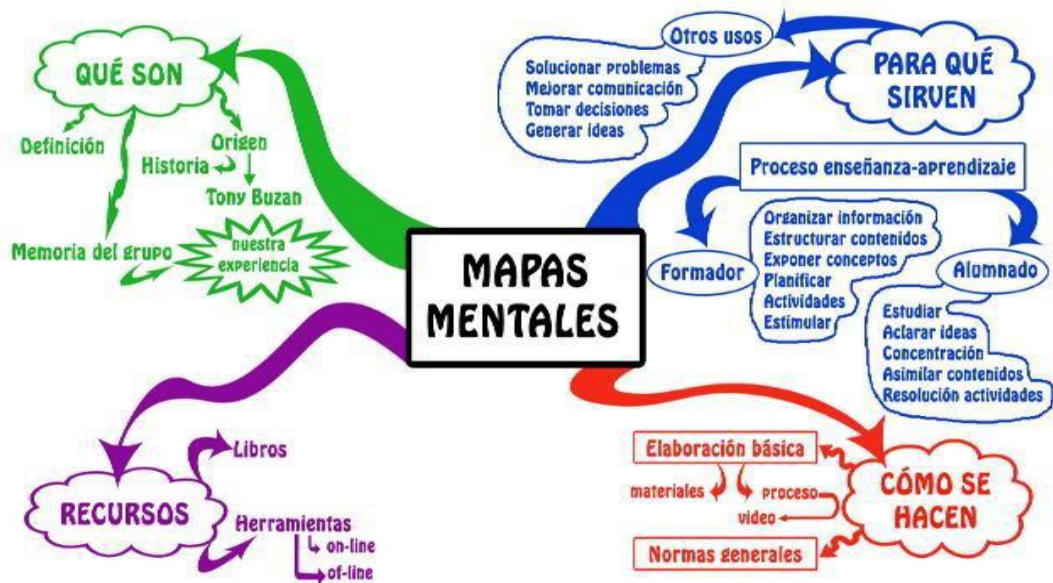 MAPAS
MENTALES
QUÉ SON
Definición
Origen
Historia
Tony Buzan
Memoria del grupo
nuestra
experiencia
PARA QUÉ
SIRVEN
Otros usos
Solucionar problemas
Mejorar comunicación
Tomar decisiones
Generar ideas
Proceso enseñanza-aprendizaje
Formador
Organizar información
Estructurar contenidos
Exponer conceptos
Planificar
Actividades
Estimular
Alumnado
Estudiar
Aclarar ideas
Concentración
Asimilar contenidos
Resolución actividades
CÓMO SE
HACEN
Elaboración básica
materiales
proceso
video
Normas generales
RECURSOS
Libros
Herramientas
on-line
of-line